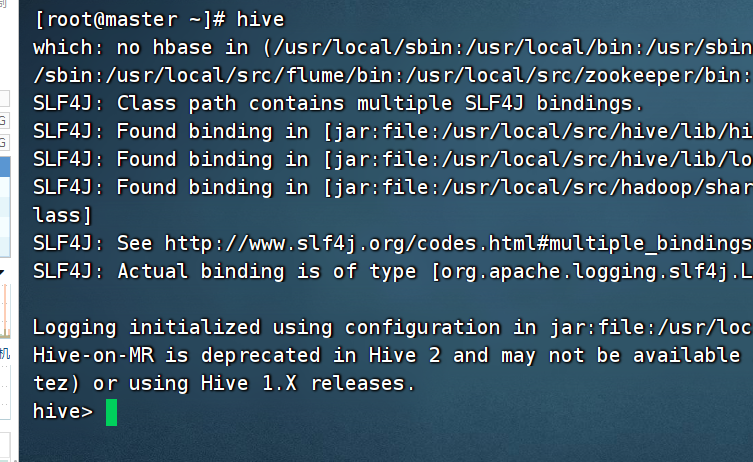 [root@master ~]# hive
which: no hbase in (/usr/local/sbin:/usr/local/bin:/usr/sbin
/sbin:/usr/local/src/flume/bin:/usr/local/src/zookeeper/bin:
SLF4J: Class path contains multiple SLF4J bindings.
SLF4J: Found binding in [jar:file:/usr/local/src/hive/lib/hi
SLF4J: Found binding in [jar:file:/usr/local/src/hive/lib/lo
SLF4J: Found binding in [jar:file:/usr/local/src/hadoop/shar
lass]
SLF4J: See http://www.slf4j.org/codes.html#multiple_bindings
SLF4J: Actual binding is of type [org.apache.logging.slf4j.L
Logging initialized using configuration in jar:file:/usr/loc
Hive-on-MR is deprecated in Hive 2 and may not be available
tez) or using Hive 1.X releases.
hive>
G
G
机